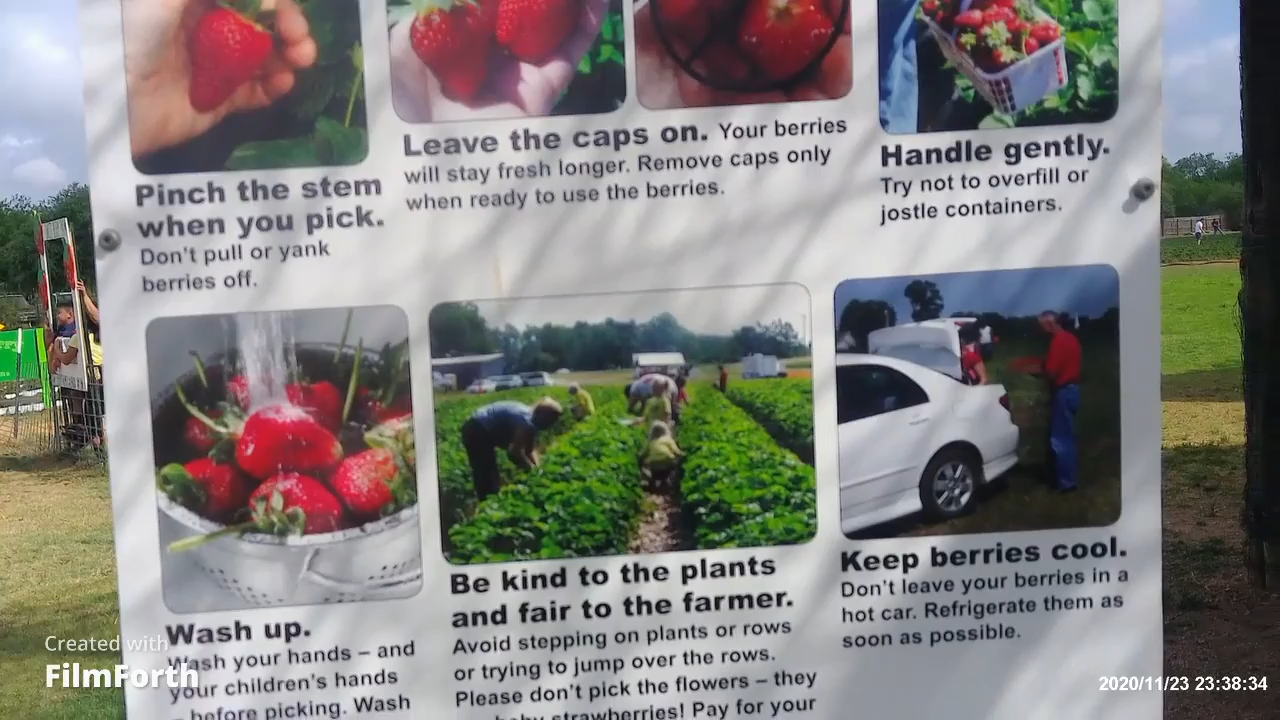 Pinch the stem
when you pick.
Don't pull or yank
berries off.
Leave the caps on. Your berries
will stay fresh longer. Remove caps only
when ready to use the berries.
Handle gently.
Try not to overfill or
jostle containers.
Wash up.
Wash your hands – and
your children's hands
– before picking. Wash
Be kind to the plants
and fair to the farmer.
Avoid stepping on plants or rows
or trying to jump over the rows.
Please don't pick the flowers – they
baby strawberries! Pay for your
Keep berries cool.
Don't leave your berries in a
hot car. Refrigerate them as
soon as possible.
Created with
FilmForth
2020/11/23 23:38:34